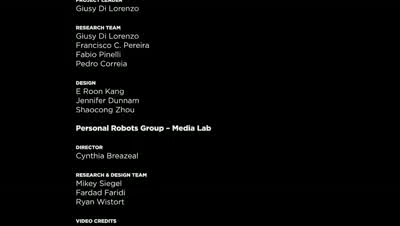 PROJECT LEADER
Giusy Di Lorenzo
RESEARCH TEAM
Giusy Di Lorenzo
Francisco C. Pereira
Fabio Pinelli
Pedro Correia
DESIGN
E Roon Kang
Jennifer Dunnam
Shaocong Zhou
Personal Robots Group – Media Lab
DIRECTOR
Cynthia Breazeal
RESEARCH & DESIGN TEAM
Mikey Siegel
Fardad Faridi
Ryan Wistort
VIDEO CREDITS